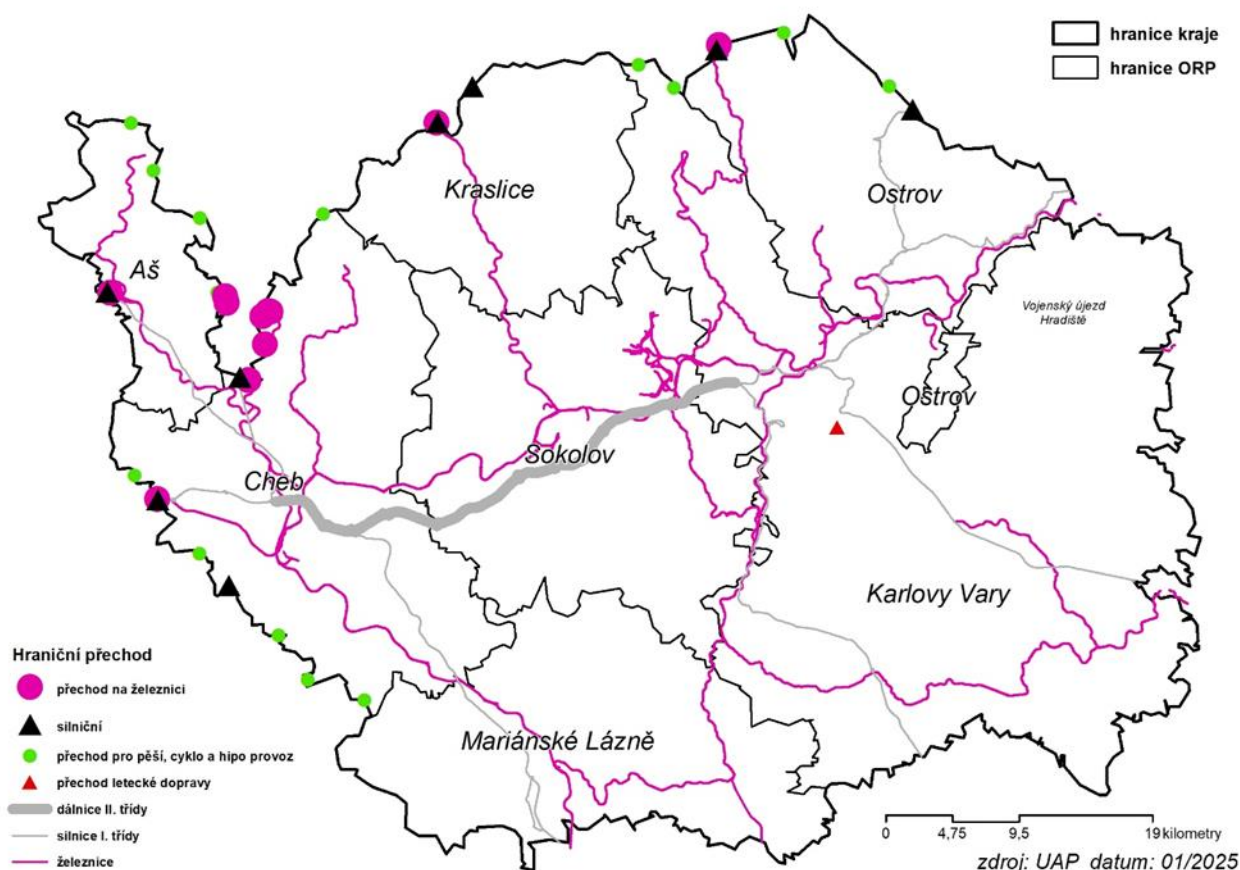 hranice kraje
hranice ORP
Kraslice
Ostrov
Aš
Vojenský újezd
Hradiště
Ostrov
Sokolov
Cheb
Karlovy Vary
Mariánské Lázně
Hraniční přechod
přechod na železnici
silniční
přechod pro pěší, cyklo a hipo provoz
přechod letecké dopravy
dálnice II. třídy
silnice I. třídy
železnice
0 4,75 9,5 19 kilometry
zdroj: UAP datum: 01/2025